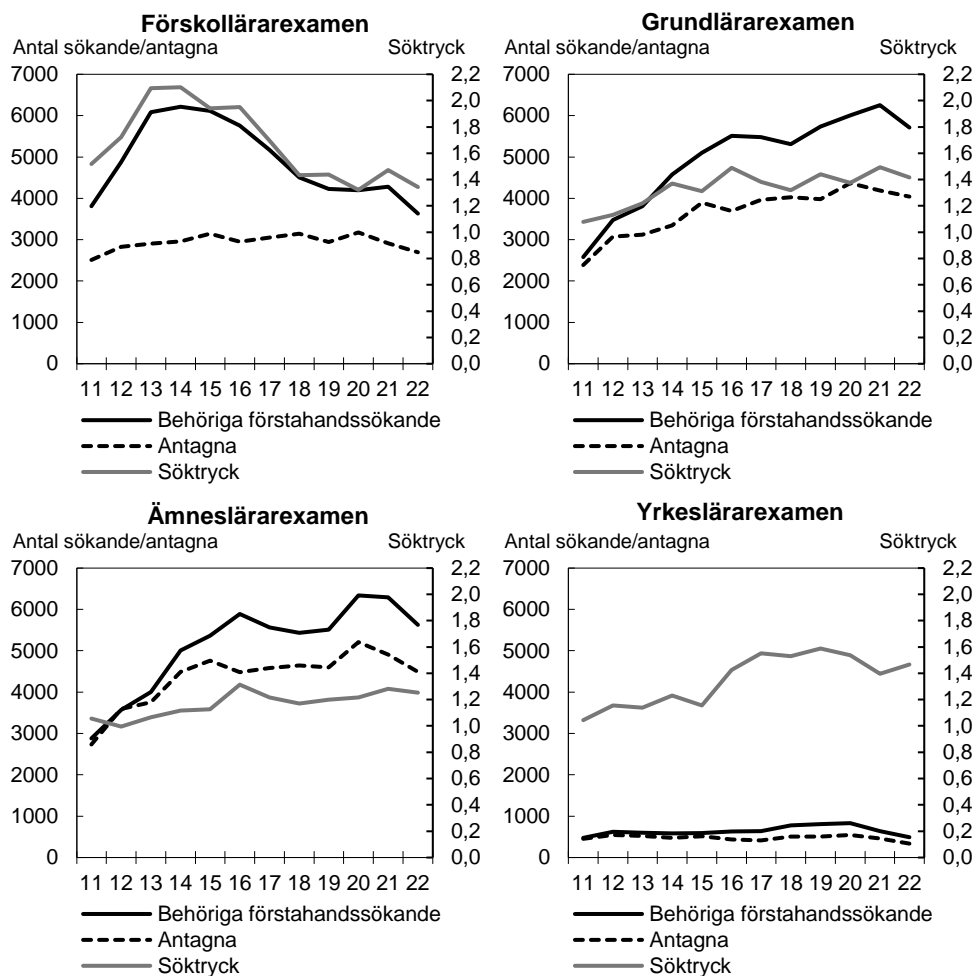 Förskollärarexamen
Antal sökande/antagna Söktryck
7000 2,2
6000 2,0
5000 1,8
4000 1,6
3000 1,4
2000 1,2
1000 1,0
0 0,8
0,6
0,4
0,2
0,0
11 12 13 14 15 16 17 18 19 20 21 22
Behöriga förstahandssökande
Antagna
Söktryck
Grundlärarexamen
Antal sökande/antagna Söktryck
7000 2,2
6000 2,0
5000 1,8
4000 1,6
3000 1,4
2000 1,2
1000 1,0
0 0,8
0,6
0,4
0,2
0,0
11 12 13 14 15 16 17 18 19 20 21 22
Behöriga förstahandssökande
Antagna
Söktryck
Ämneslärarexamen
Antal sökande/antagna Söktryck
7000 2,2
6000 2,0
5000 1,8
4000 1,6
3000 1,4
2000 1,2
1000 1,0
0 0,8
0,6
0,4
0,2
0,0
11 12 13 14 15 16 17 18 19 20 21 22
Behöriga förstahandssökande
Antagna
Söktryck
Yrkeslärarexamen
Antal sökande/antagna Söktryck
7000 2,2
6000 2,0
5000 1,8
4000 1,6
3000 1,4
2000 1,2
1000 1,0
0 0,8
0,6
0,4
0,2
0,0
11 12 13 14 15 16 17 18 19 20 21 22
Behöriga förstahandssökande
Antagna
Söktryck